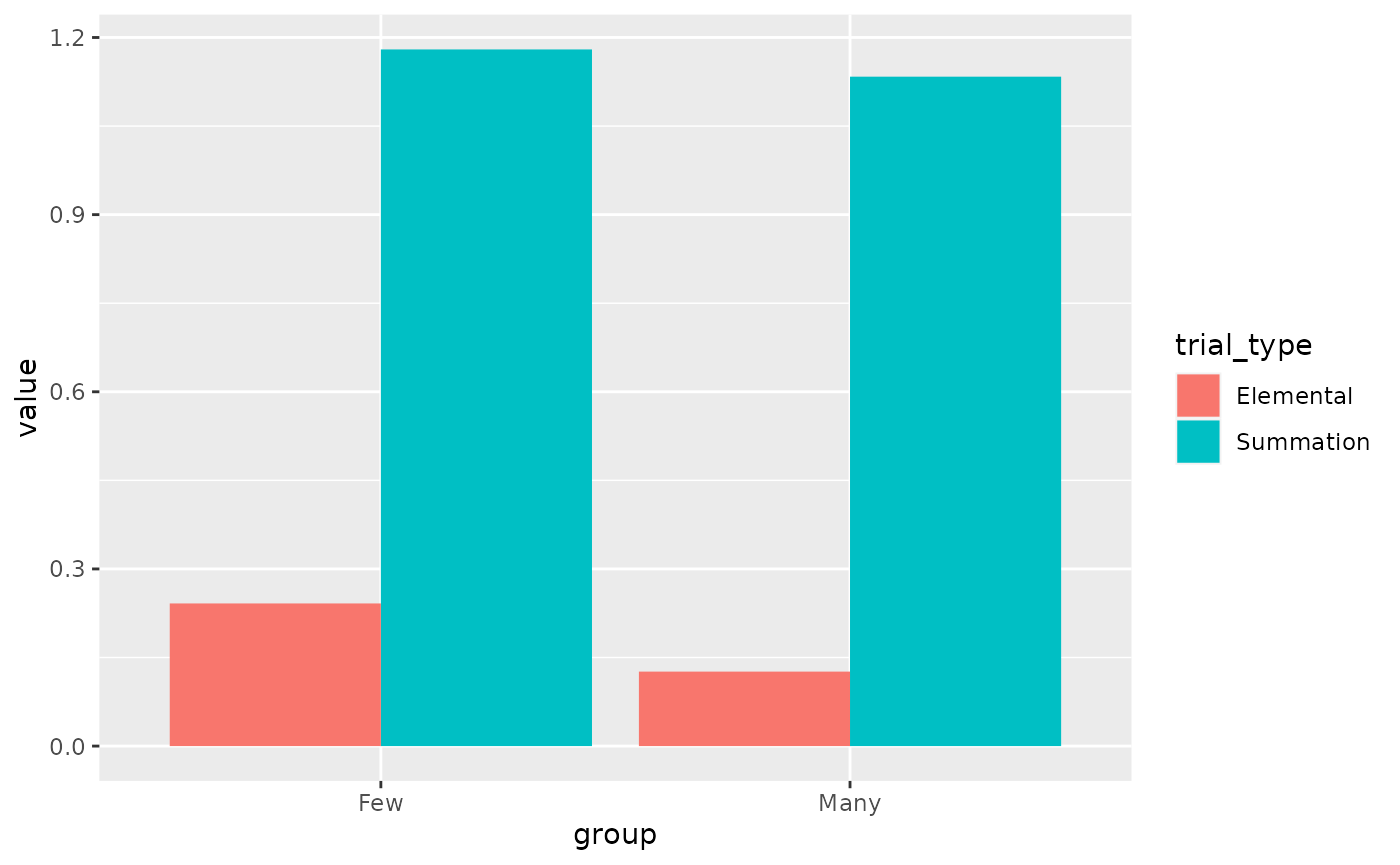 1.2
0.9
0.6
0.3
0.0
value
Few
Many
group
trial_type
Elemental
Summation